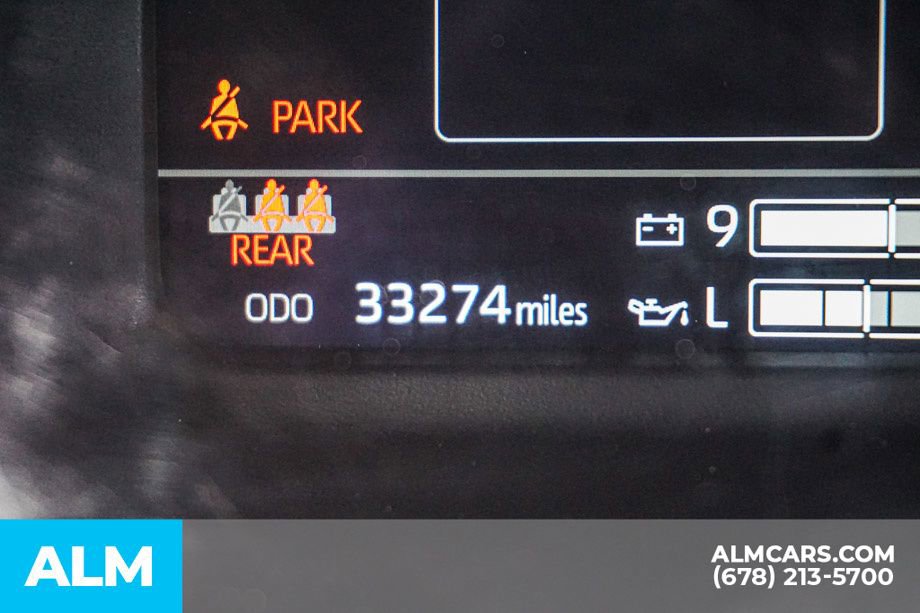 PARK
REAR
9
ODO 33274 miles L
ALM
ALMCARS.COM
(678) 213-5700